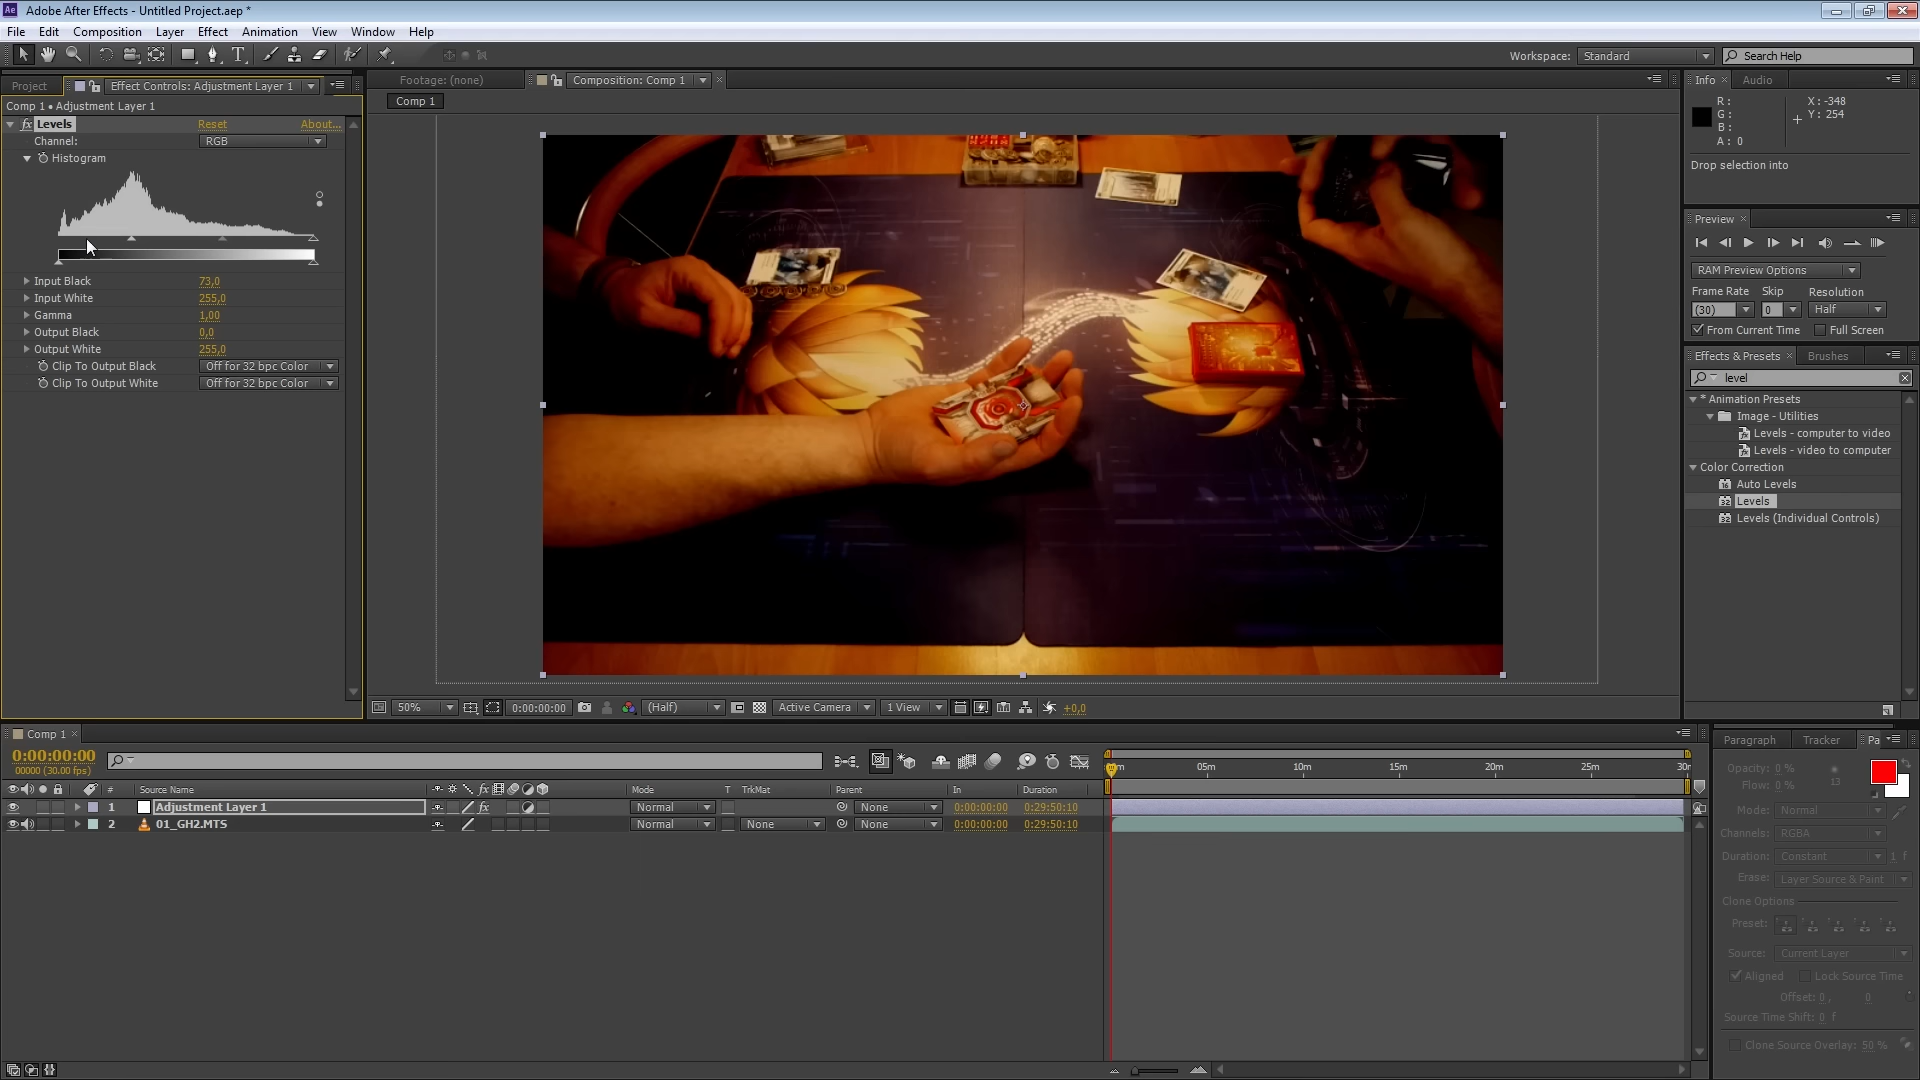 Adobe After Effects - Untitled Project.aep *
File Edit Composition Layer Effect Animation View Window Help
Workspace: Standard Search Help
Project Effect Controls: Adjustment Layer 1
Comp 1 • Adjustment Layer 1
fx Levels Reset About...
Channel: RGB
Histogram
Input Black 73,0
Input White 255,0
Gamma 1,00
Output Black 0,0
Output White 255,0
Clip To Output Black Off for 32 bpc Color
Clip To Output White Off for 32 bpc Color
Footage: (none) Composition: Comp 1
Comp 1
50% 0:00:00:00 (Half) Active Camera 1 View +0,0
Info Audio
R: X: -348
G: Y: 254
B:
A: 0
Drop selection into
Preview
RAM Preview Options
Frame Rate Skip Resolution
(30) 0 Half
From Current Time Full Screen
Effects & Presets Brushes
level
* Animation Presets
Image - Utilities
Levels - computer to video
Levels - video to computer
Color Correction
Auto Levels
Levels
Levels (Individual Controls)
Comp 1
0:00:00:00
00000 (30.00 fps)
# Source Name Mode T TrkMat Parent In Duration
1 Adjustment Layer 1 fx Normal None 0:00:00:00 0:29:50:10
2 01_GH2.MTS Normal None None 0:00:00:00 0:29:50:10
05m 10m 15m 20m 25m
Paragraph Tracker Pa
Opacity: 0 %
Flow: 0 % 13
Mode: Normal
Channels: RGBA
Duration: Constant 1 f
Erase: Layer Source & Paint
Clone Options
Preset:
Source: Current Layer
Aligned Lock Source Time
Offset: 0 , 0
Source Time Shift: 0 f
Clone Source Overlay: 50 %